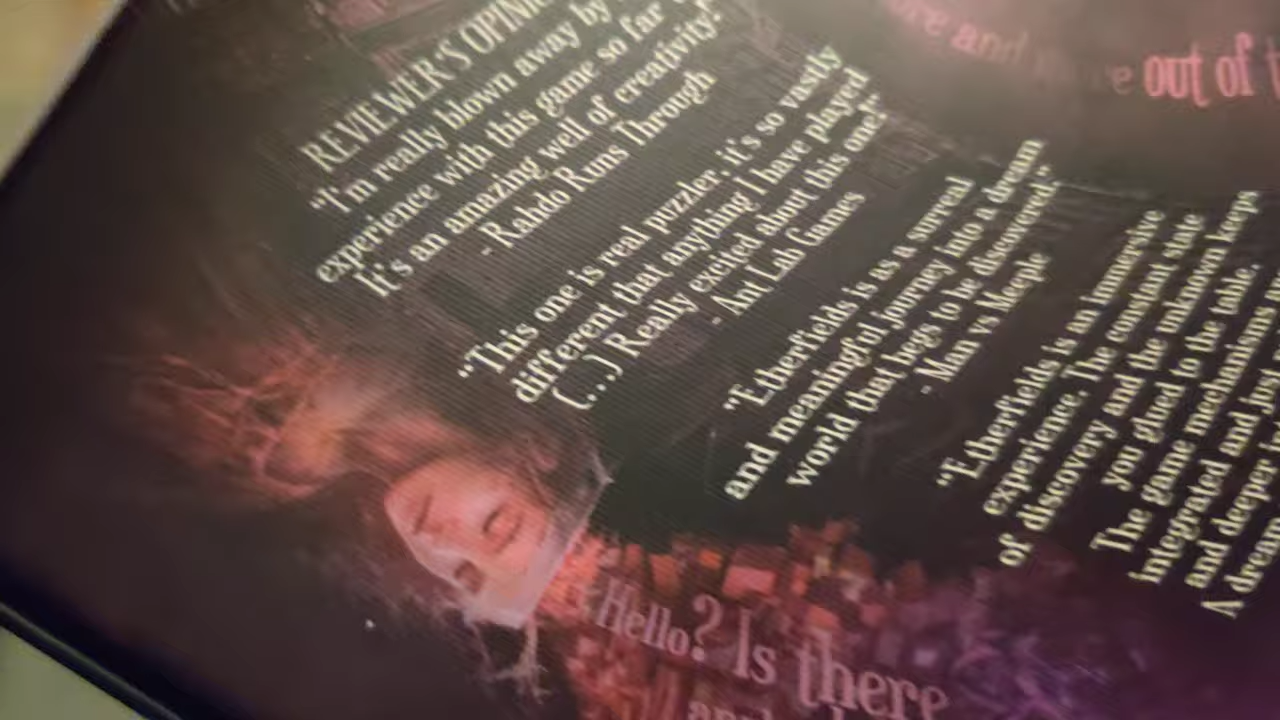 REVIEWER'S
"I'm really blown away by
experience with this game so far
It's an amazing well of creativity!"
- Rahdo Runs Through
"This one is real puzzler, it's so vastly
different that anything I have played
(...) Really excited about this one!"
- Ant Lab Games
"Etherfields is as a surreal
and meaningful journey into a dream
world that begs to be discovered."
- Man vs Meeple
"Etherfields is an immersive
experience. The constant state
of discovery and the unknown keeps
you glued to the table.
The game mechanisms
integrated and just
and deeper
A dream
and
out of
Hello? Is there